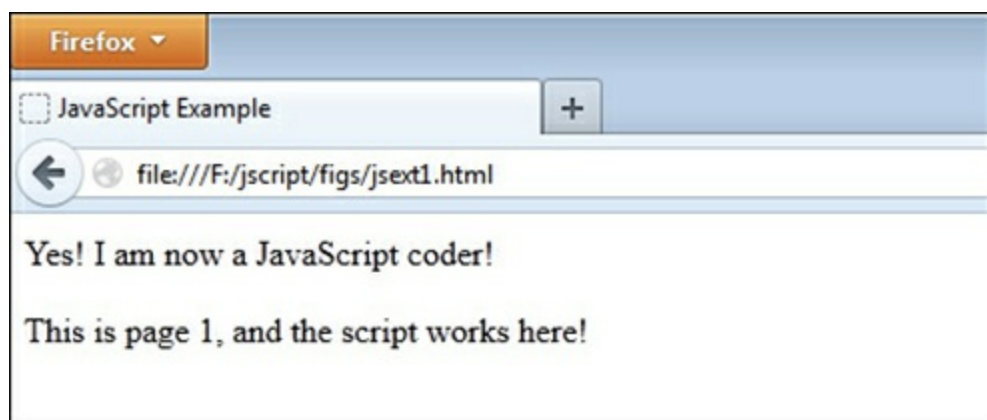 Firefox
JavaScript Example
file:///F:/jscript/figs/jsext1.html
Yes! I am now a JavaScript coder!
This is page 1, and the script works here!